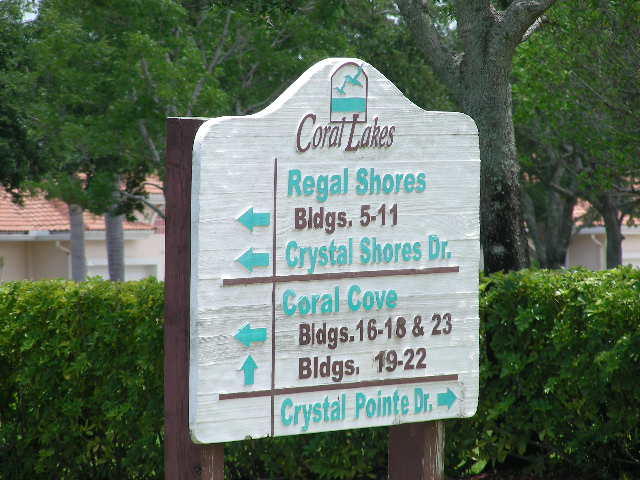 Coral Lakes
Regal Shores
Bldgs. 5-11
Crystal Shores Dr.
Coral Cove
Bldgs. 16-18 & 23
Bldgs. 19-22
Crystal Pointe Dr.